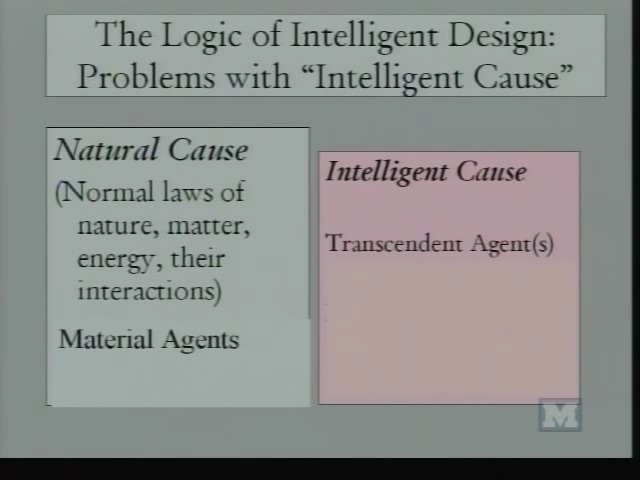 The Logic of Intelligent Design:
Problems with “Intelligent Cause”
Natural Cause
(Normal laws of
nature, matter,
energy, their
interactions)
Material Agents
Intelligent Cause
Transcendent Agent(s)
M